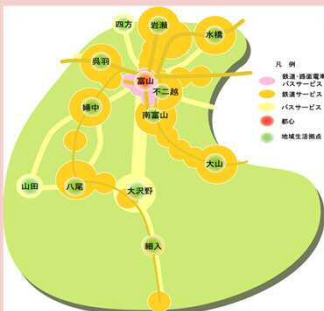 四方
岩瀬
水橋
呉羽
富山
不二越
婦中
南富山
大山
山田
八尾
大沢野
細入
凡 例
鉄道・路面電車
バスサービス
鉄道サービス
バスサービス
都心
地域生活拠点